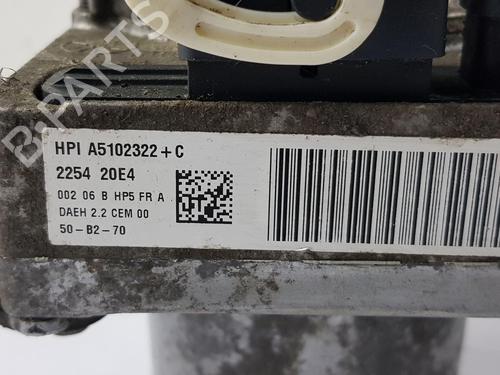 B-PARTS
HPI A5102322+C
2254 20E4
002 06 B HP5 FR A
DAEH 2.2 CEM 00
50-B2-70